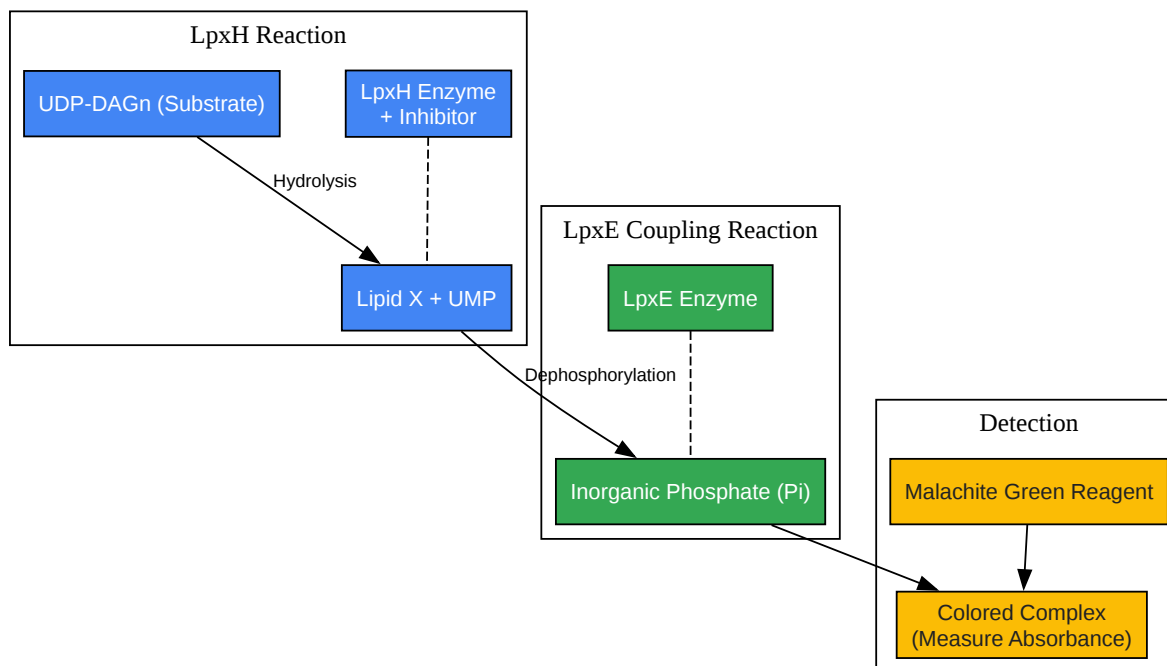 LpxH Reaction
UDP-DAGn (Substrate)
LpxH Enzyme
+ Inhibitor
Hydrolysis
Lipid X + UMP
LpxE Coupling Reaction
LpxE Enzyme
Dephosphorylation
Inorganic Phosphate (Pi)
Detection
Malachite Green Reagent
Colored Complex
(Measure Absorbance)